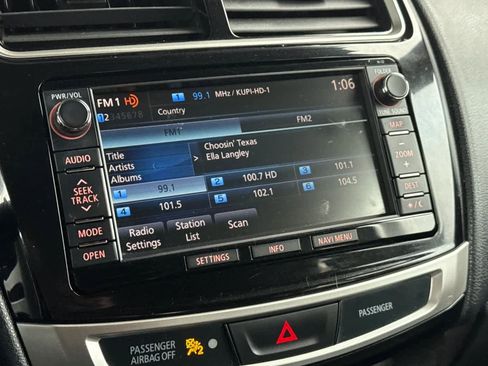 PWR/VOL
FM1 HD 1 99.1 MHz / KUPI-HD-1 1:06
12345678 Country
FM1 FM2
Title Choosin' Texas
Artists > Ella Langley
Albums
1 99.1 2 100.7 HD 3 101.1
4 101.5 5 102.1 6 104.5
Radio Settings
Station List
Scan
AUDIO
SEEK
TRACK
MODE
OPEN
FOLDER
TUNE SOUND
MAP
ZOOM
DEST
SETTINGS INFO NAVI MENU
PASSENGER
AIRBAG OFF
2
PASSENGER